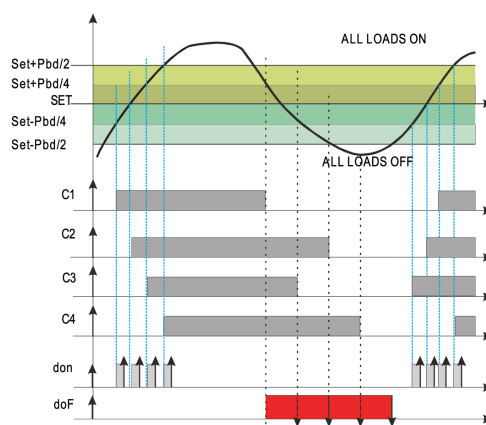 ALL LOADS ON
Set+Pbd/2
Set+Pbd/4
SET
Set-Pbd/4
Set-Pbd/2
ALL LOADS OFF
C1
C2
C3
C4
don
doF